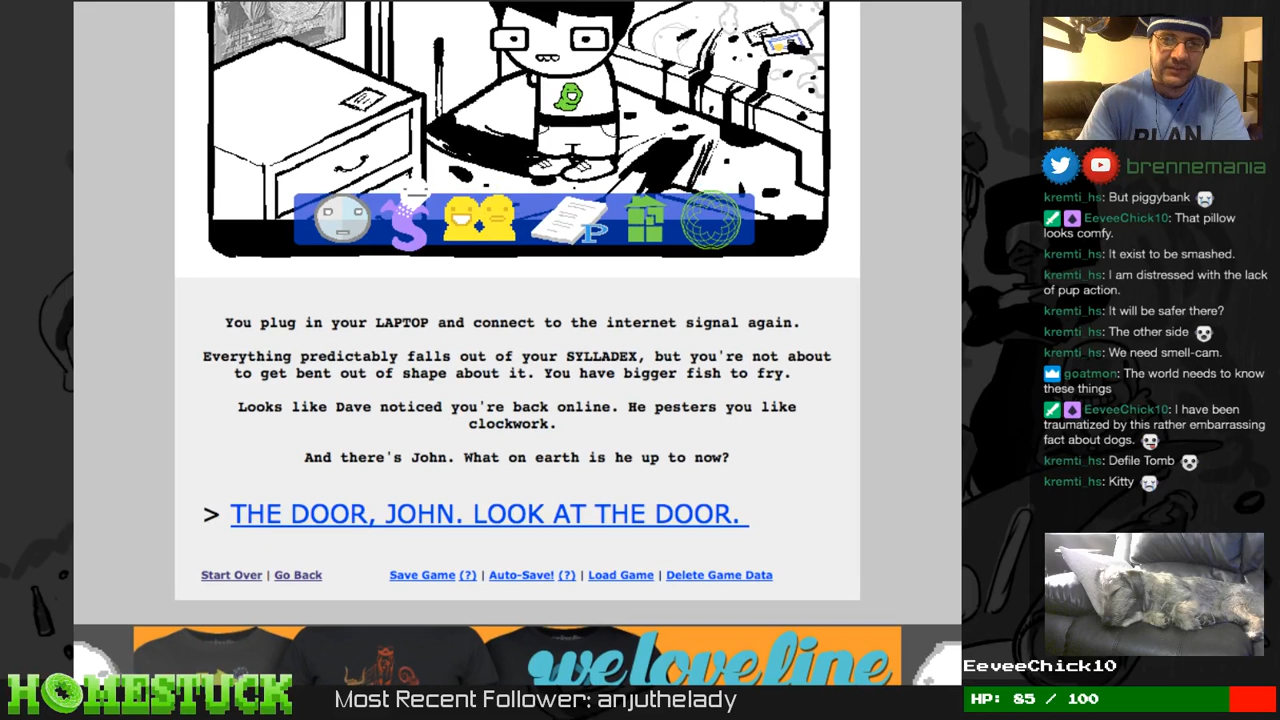 PLAN
brennemania
kremti_hs: But piggybank
EeveeChick10: That pillow
looks comfy.
kremti_hs: It exist to be smashed.
kremti_hs: I am distressed with the lack
of pup action.
kremti_hs: It will be safer there?
kremti_hs: The other side
kremti_hs: We need smell-cam.
goatmon: The world needs to know
these things
EeveeChick10: I have been
traumatized by this rather embarrassing
fact about dogs.
kremti_hs: Defile Tomb
kremti_hs: Kitty
P
You plug in your LAPTOP and connect to the internet signal again.
Everything predictably falls out of your SYLLADEX, but you're not about
to get bent out of shape about it. You have bigger fish to fry.
Looks like Dave noticed you're back online. He pesters you like
clockwork.
And there's John. What on earth is he up to now?
> THE DOOR, JOHN. LOOK AT THE DOOR.
Start Over | Go Back Save Game (?) | Auto-Save! (?) | Load Game | Delete Game Data
weloveline
EeveeChick10
HOMESTUCK
Most Recent Follower: anjuthelady
HP: 85 / 100